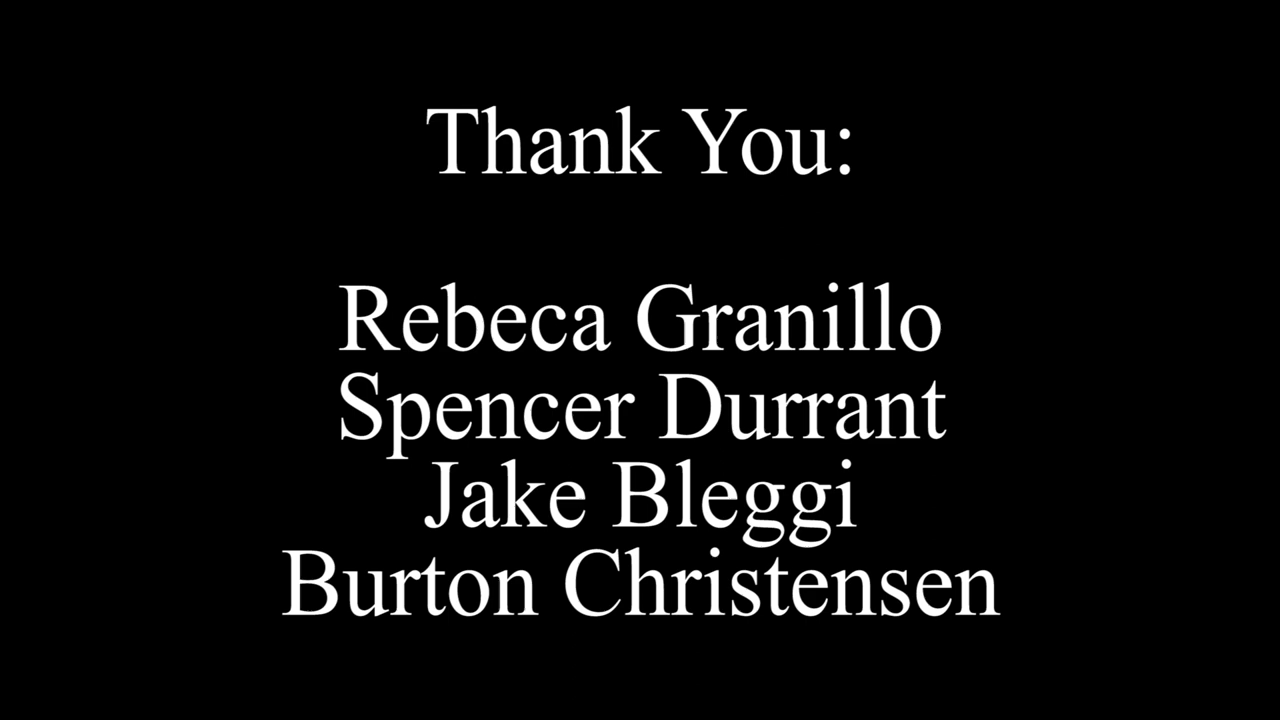 Thank You:
Rebeca Granillo
Spencer Durrant
Jake Bleggi
Burton Christensen